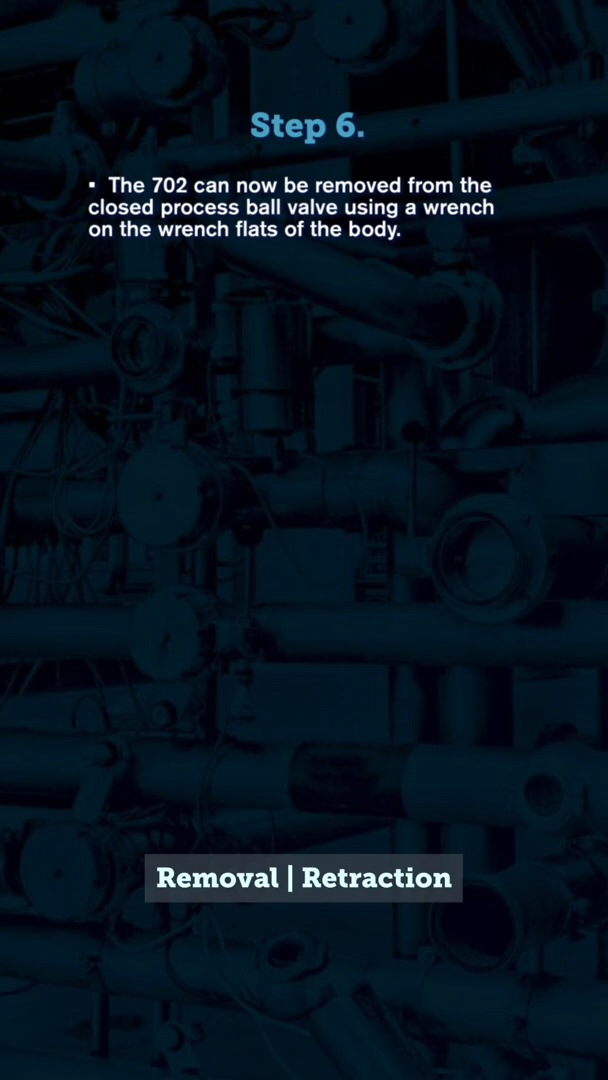 Step 6.
▪ The 702 can now be removed from the
closed process ball valve using a wrench
on the wrench flats of the body.
Removal | Retraction